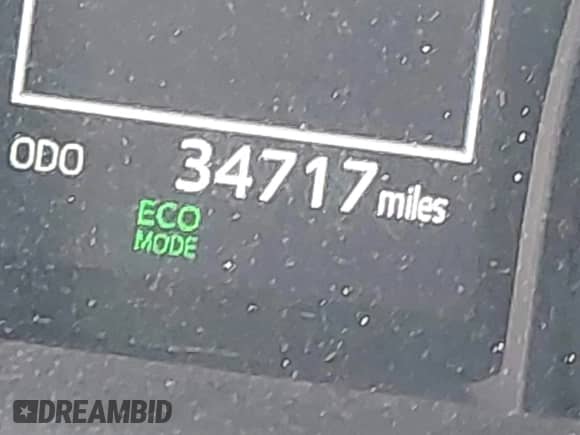 ODO 34717 miles
ECO
MODE
DREAMBID